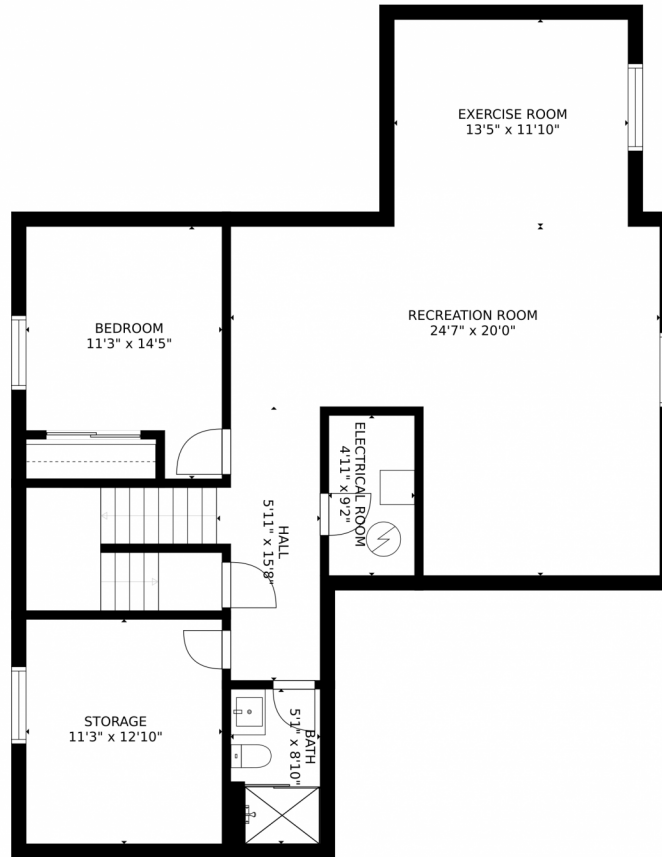 EXERCISE ROOM
13'5" x 11'10"
RECREATION ROOM
24'7" x 20'0"
BEDROOM
11'3" x 14'5"
ELECTRICAL ROOM
4'11" x 9'2"
HALL
5'11" x 15'8"
STORAGE
11'3" x 12'10"
BATH
5'1" x 8'10"